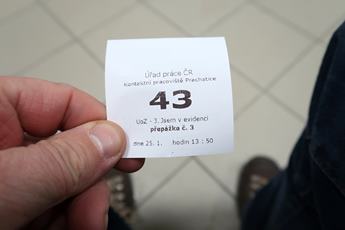 Úřad práce ČR
Kontaktní pracoviště Prachatice
43
UoZ - 3. Jsem v evidenci
přepážka č. 3
dne 25. 1. hodin 13 : 50